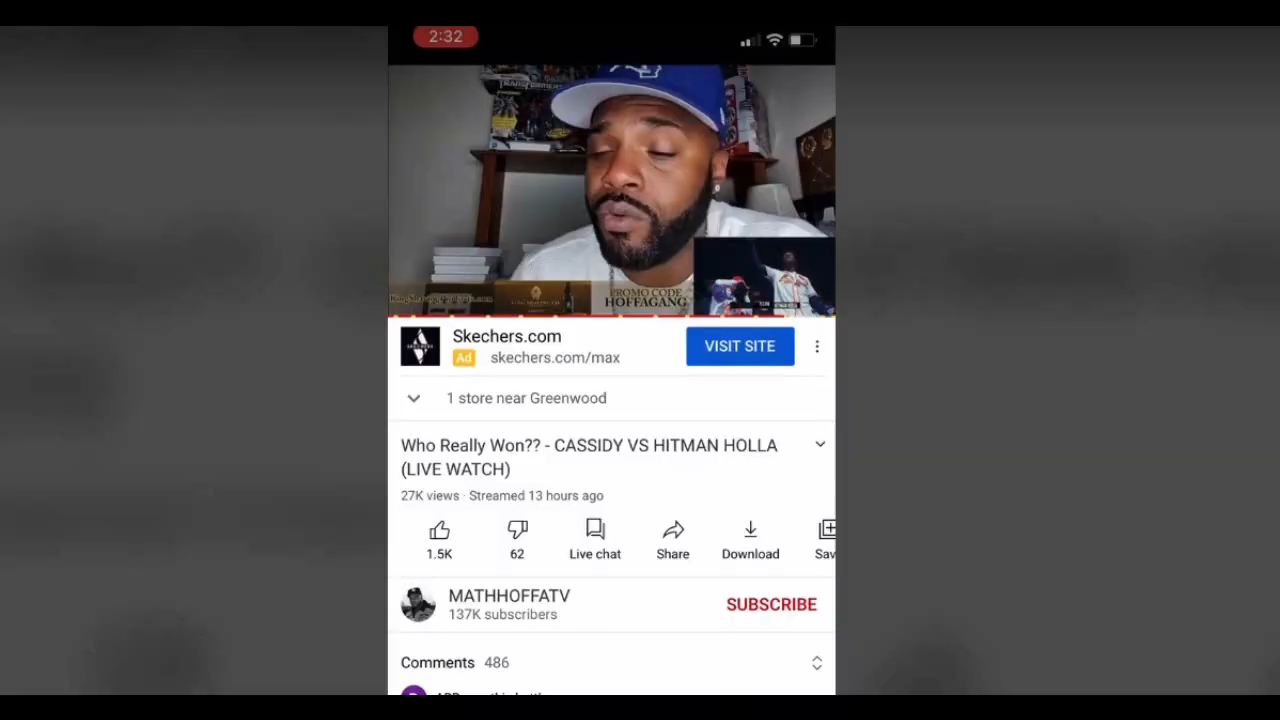 2:32
TRANSFORMERS
PROMO CODE
HOFFAGANG
Skechers.com
Ad skechers.com/max
VISIT SITE
1 store near Greenwood
Who Really Won?? - CASSIDY VS HITMAN HOLLA
(LIVE WATCH)
27K views · Streamed 13 hours ago
1.5K 62 Live chat Share Download Sav
MATHHOFFATV
137K subscribers
SUBSCRIBE
Comments 486